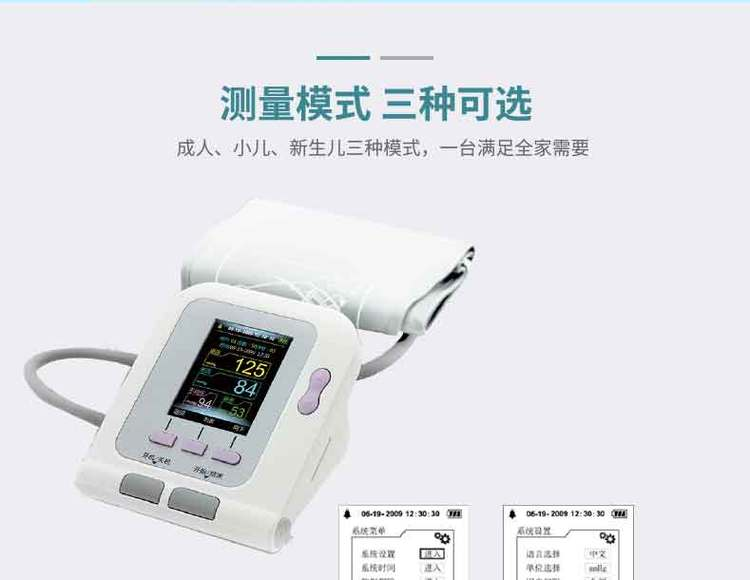 测量模式 三种可选
成人、小儿、新生儿三种模式，一台满足全家需要
125
84
94
53
开机/关机
06-19-2009 12:30:30
系统菜单
系统设置 进入
系统时间 进入
06-19-2009 12:30:30
系统设置
语言选择 中文
单位选择 mmHg